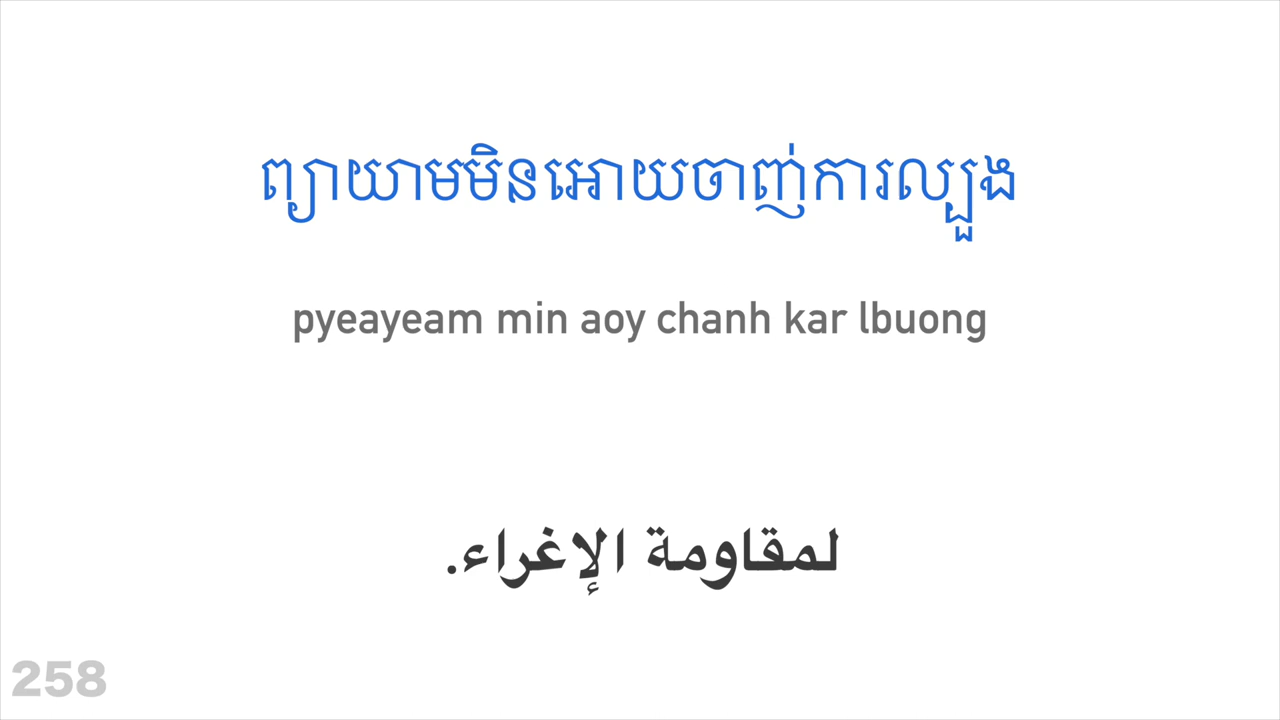 ព្យាយាមមិនអោយចាញ់ការល្បួង
pyeayeam min aoy chanh kar lbuong
لمقاومة الإغراء.
258